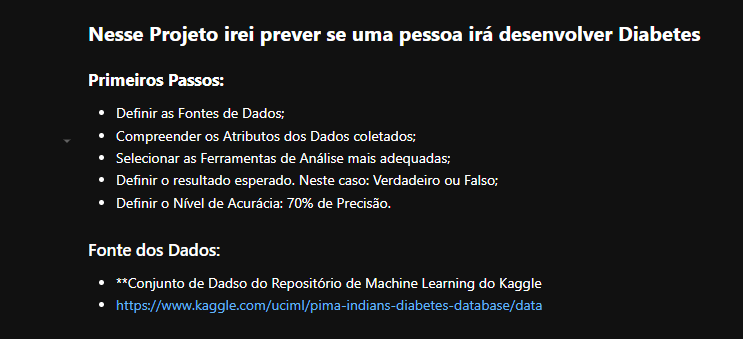 Nesse Projeto irei prever se uma pessoa irá desenvolver Diabetes
Primeiros Passos:
• Definir as Fontes de Dados;
• Compreender os Atributos dos Dados coletados;
• Selecionar as Ferramentas de Análise mais adequadas;
• Definir o resultado esperado. Neste caso: Verdadeiro ou Falso;
• Definir o Nível de Acurácia: 70% de Precisão.
Fonte dos Dados:
• **Conjunto de Dadso do Repositório de Machine Learning do Kaggle
• https://www.kaggle.com/uciml/pima-indians-diabetes-database/data